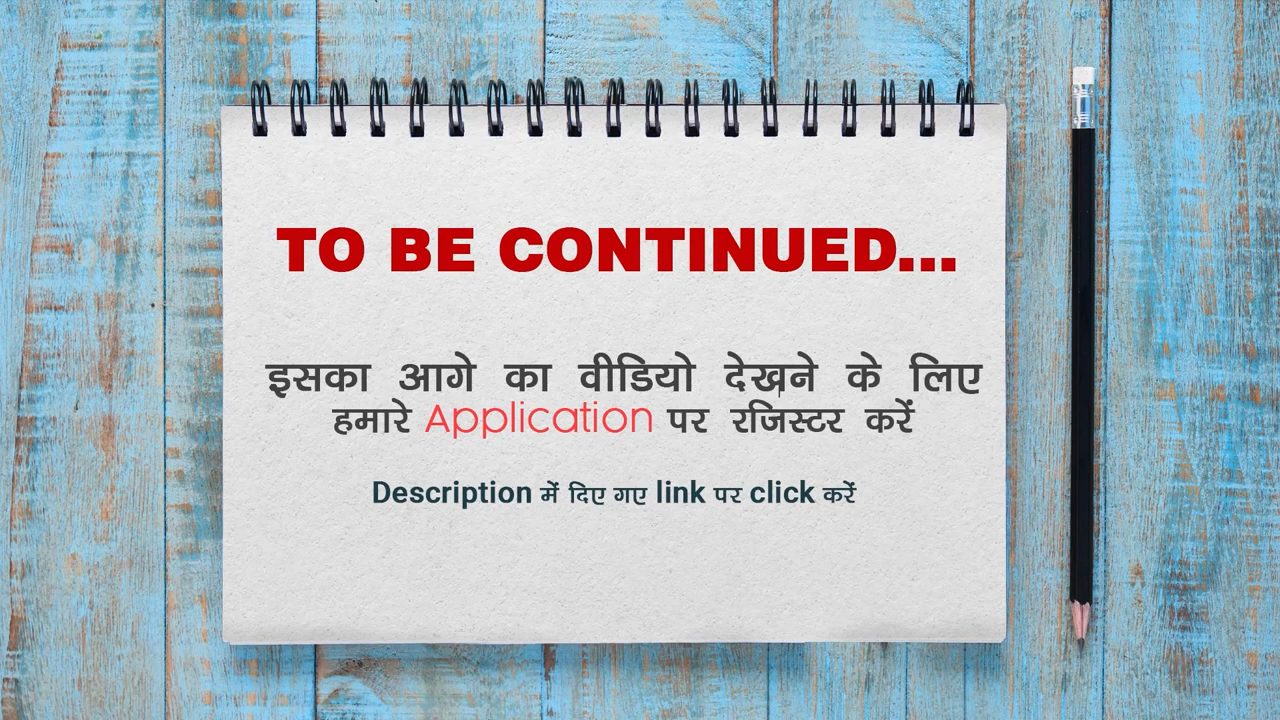 TO BE CONTINUED...
इसका आगे का वीडियो देखने के लिए
हमारे Application पर रजिस्टर करें
Description में दिए गए link पर click करें